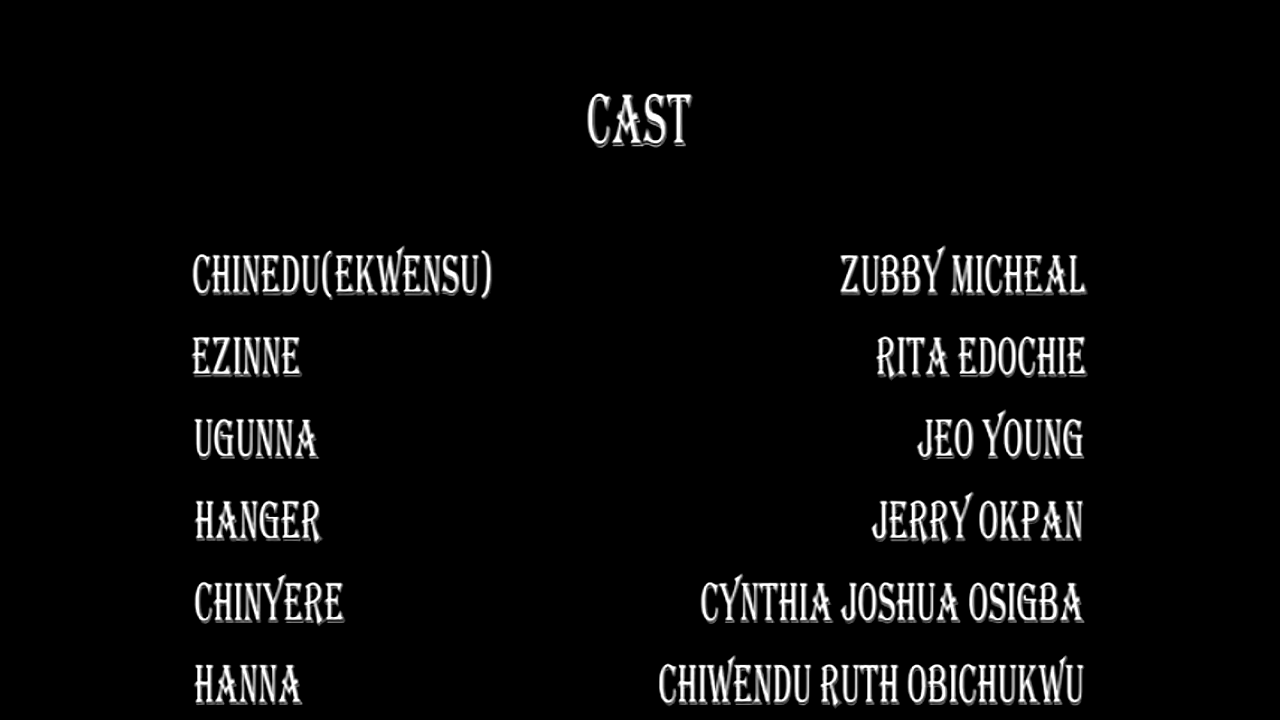 CAST
CHINEDU(EKWENSU) ZUBBY MICHEAL
EZINNE RITA EDOCHIE
UGUNNA JEO YOUNG
HANGER JERRY OKPAN
CHINYERE CYNTHIA JOSHUA OSIGBA
HANNA CHIWENDU RUTH OBICHUKWU